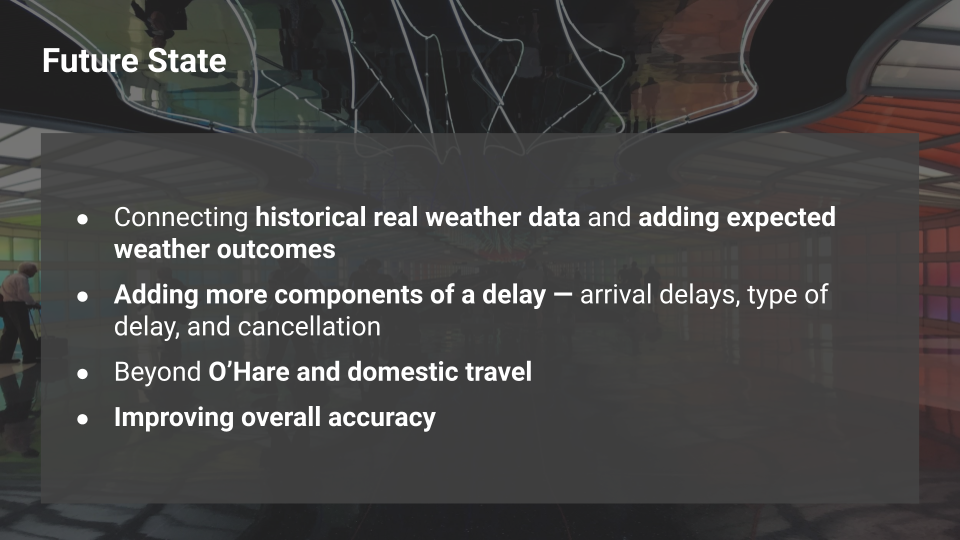 Future State
● Connecting historical real weather data and adding expected
weather outcomes
● Adding more components of a delay — arrival delays, type of
delay, and cancellation
● Beyond O’Hare and domestic travel
● Improving overall accuracy